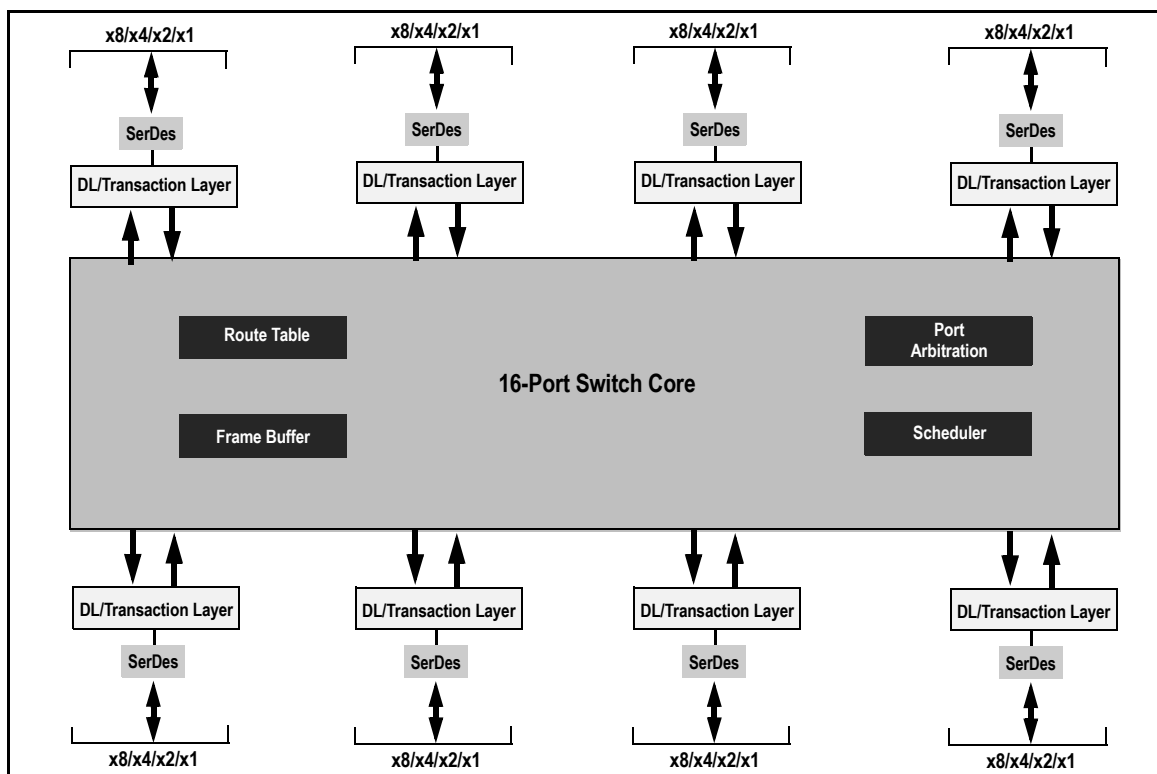 x8/x4/x2/x1
x8/x4/x2/x1
x8/x4/x2/x1
x8/x4/x2/x1
SerDes
SerDes
SerDes
SerDes
DL/Transaction Layer
DL/Transaction Layer
DL/Transaction Layer
DL/Transaction Layer
Route Table
Port
Arbitration
16-Port Switch Core
Frame Buffer
Scheduler
DL/Transaction Layer
DL/Transaction Layer
DL/Transaction Layer
DL/Transaction Layer
SerDes
SerDes
SerDes
SerDes
x8/x4/x2/x1
x8/x4/x2/x1
x8/x4/x2/x1
x8/x4/x2/x1